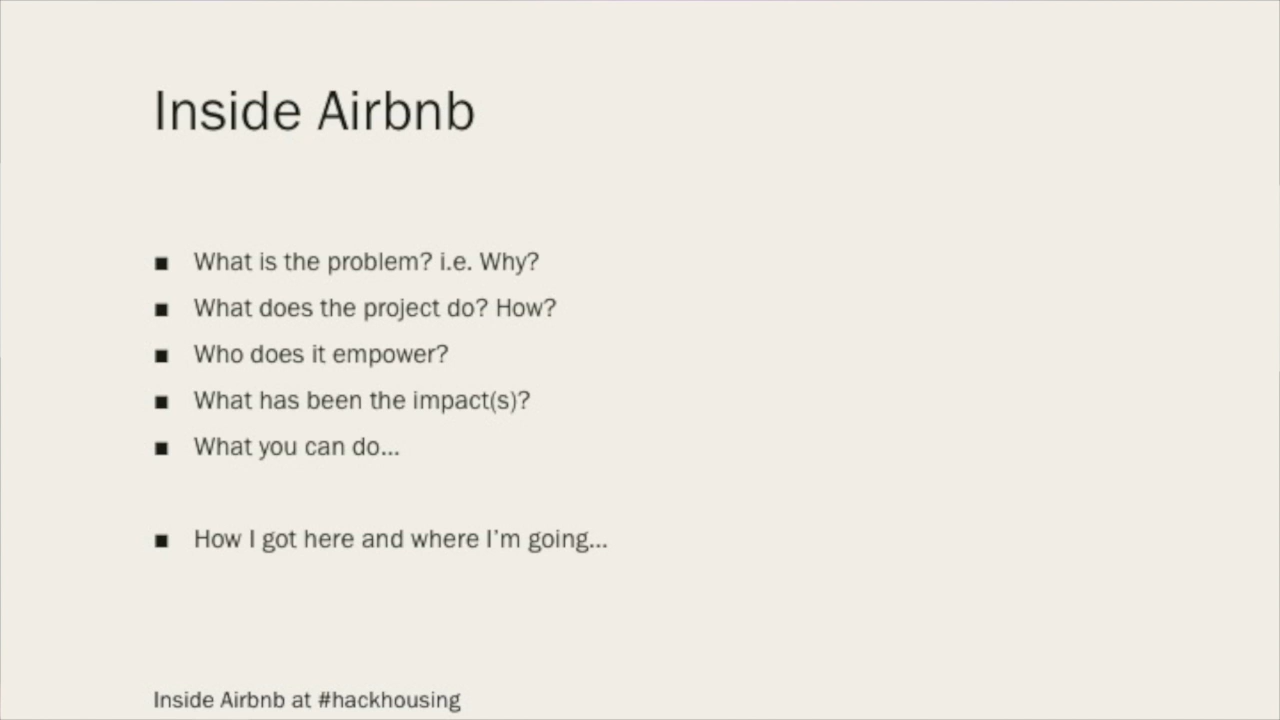 Inside Airbnb
■ What is the problem? i.e. Why?
■ What does the project do? How?
■ Who does it empower?
■ What has been the impact(s)?
■ What you can do...
■ How I got here and where I'm going...
Inside Airbnb at #hackhousing